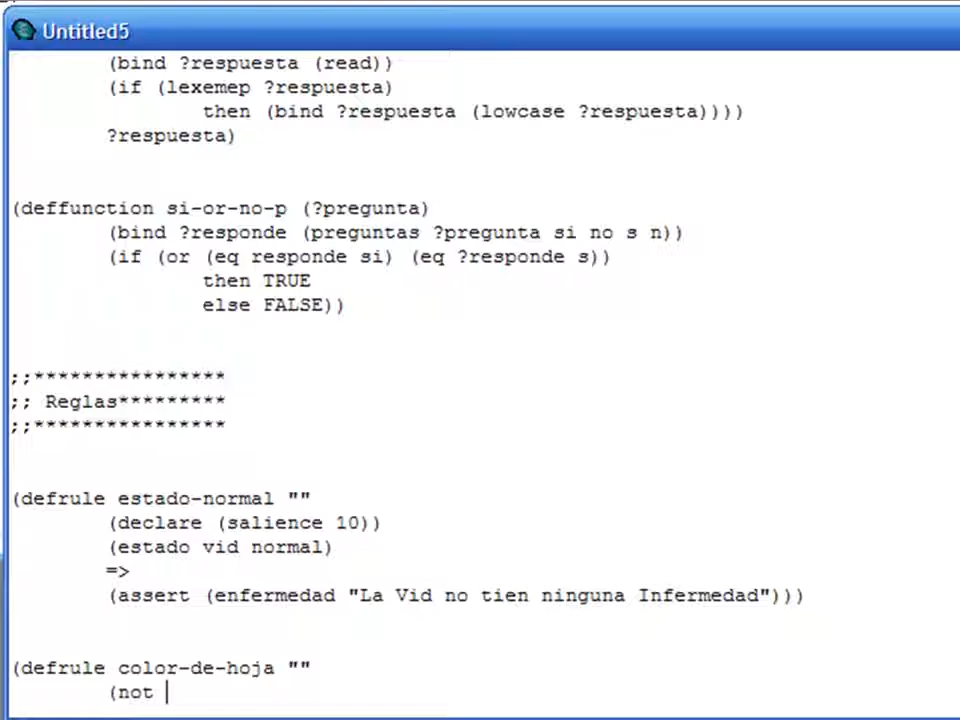 Untitled5
(bind ?respuesta (read))
(if (lexemep ?respuesta)
then (bind ?respuesta (lowcase ?respuesta))))
?respuesta)
(deffunction si-or-no-p (?pregunta)
(bind ?responde (preguntas ?pregunta si no s n))
(if (or (eq responde si) (eq ?responde s))
then TRUE
else FALSE))
;;****************
;; Reglas*********
;;****************
(defrule estado-normal ""
(declare (salience 10))
(estado vid normal)
=>
(assert (enfermedad "La Vid no tien ninguna Infermedad")))
(defrule color-de-hoja ""
(not